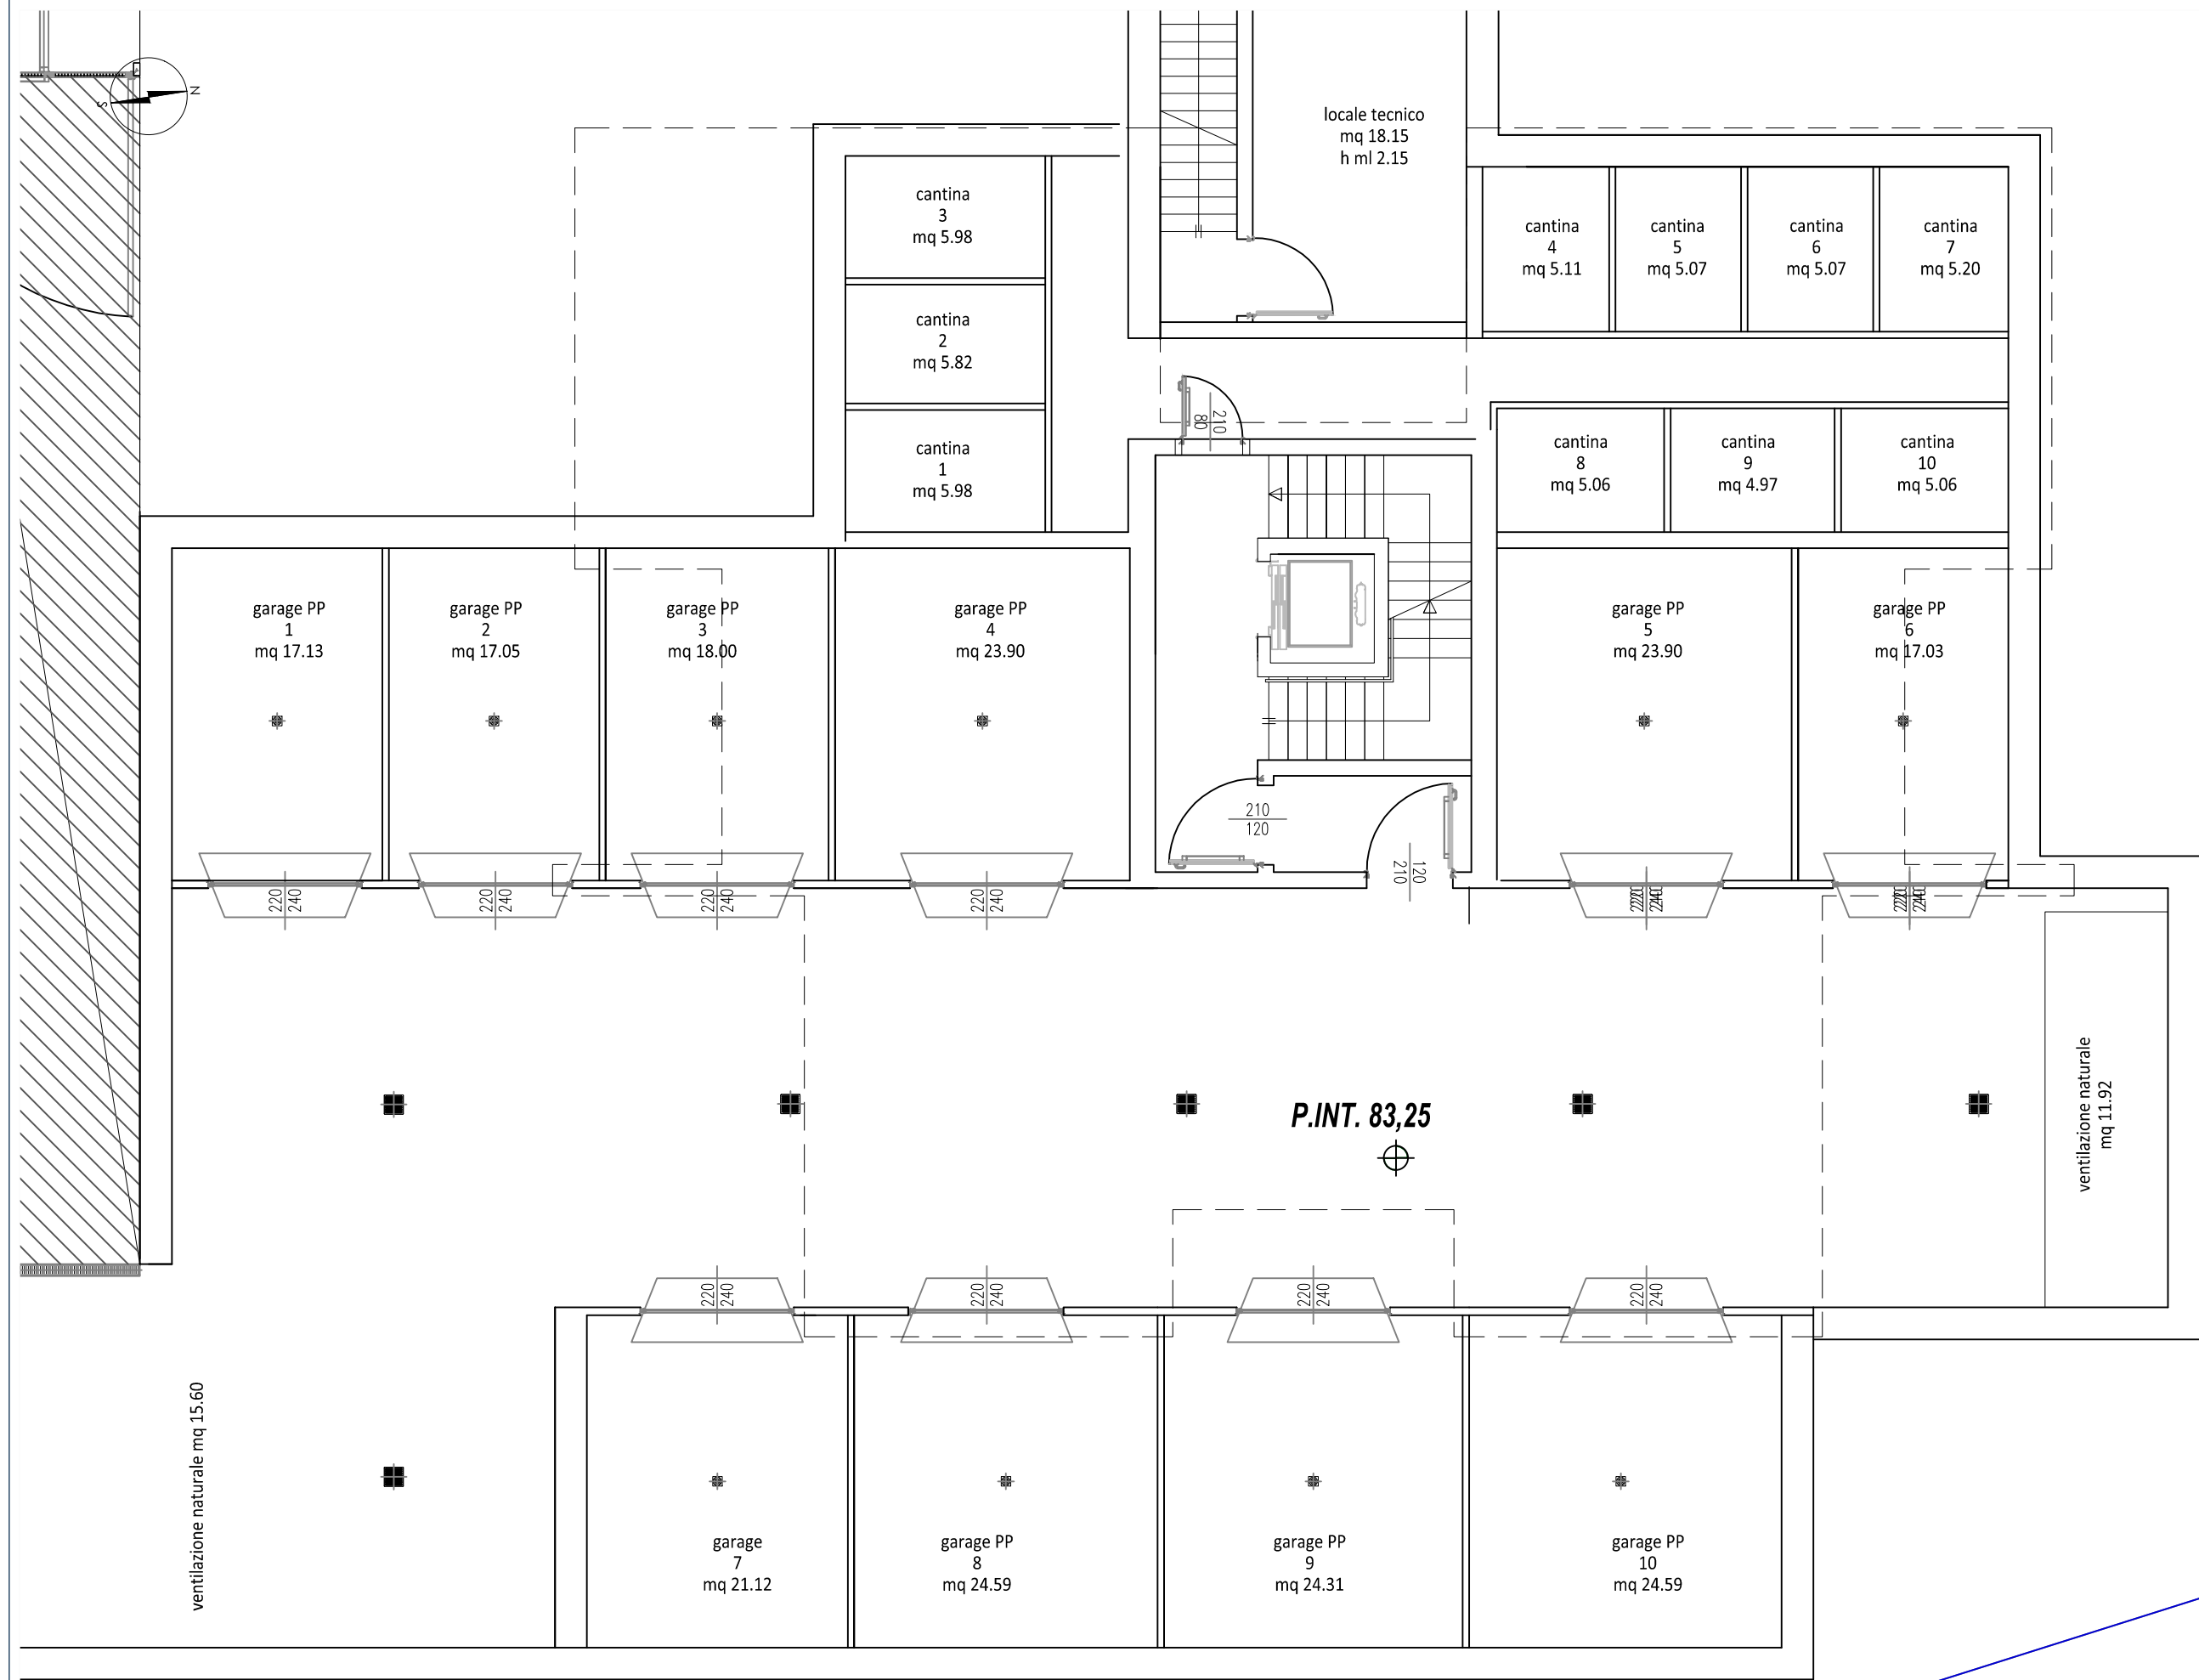 S
N
locale tecnico
mq 18.15
h ml 2.15
cantina
3
mq 5.98
cantina
4
mq 5.11
cantina
5
mq 5.07
cantina
6
mq 5.07
cantina
7
mq 5.20
cantina
2
mq 5.82
210
80
cantina
1
mq 5.98
cantina
8
mq 5.06
cantina
9
mq 4.97
cantina
10
mq 5.06
garage PP
1
mq 17.13
garage PP
2
mq 17.05
garage PP
3
mq 18.00
garage PP
4
mq 23.90
garage PP
5
mq 23.90
garage PP
6
mq 17.03
210
120
120
210
220
240
220
240
220
240
220
240
ventilazione naturale
mq 11.92
P.INT. 83,25
220
240
220
240
220
240
220
240
ventilazione naturale mq 15.60
garage
7
mq 21.12
garage PP
8
mq 24.59
garage PP
9
mq 24.31
garage PP
10
mq 24.59